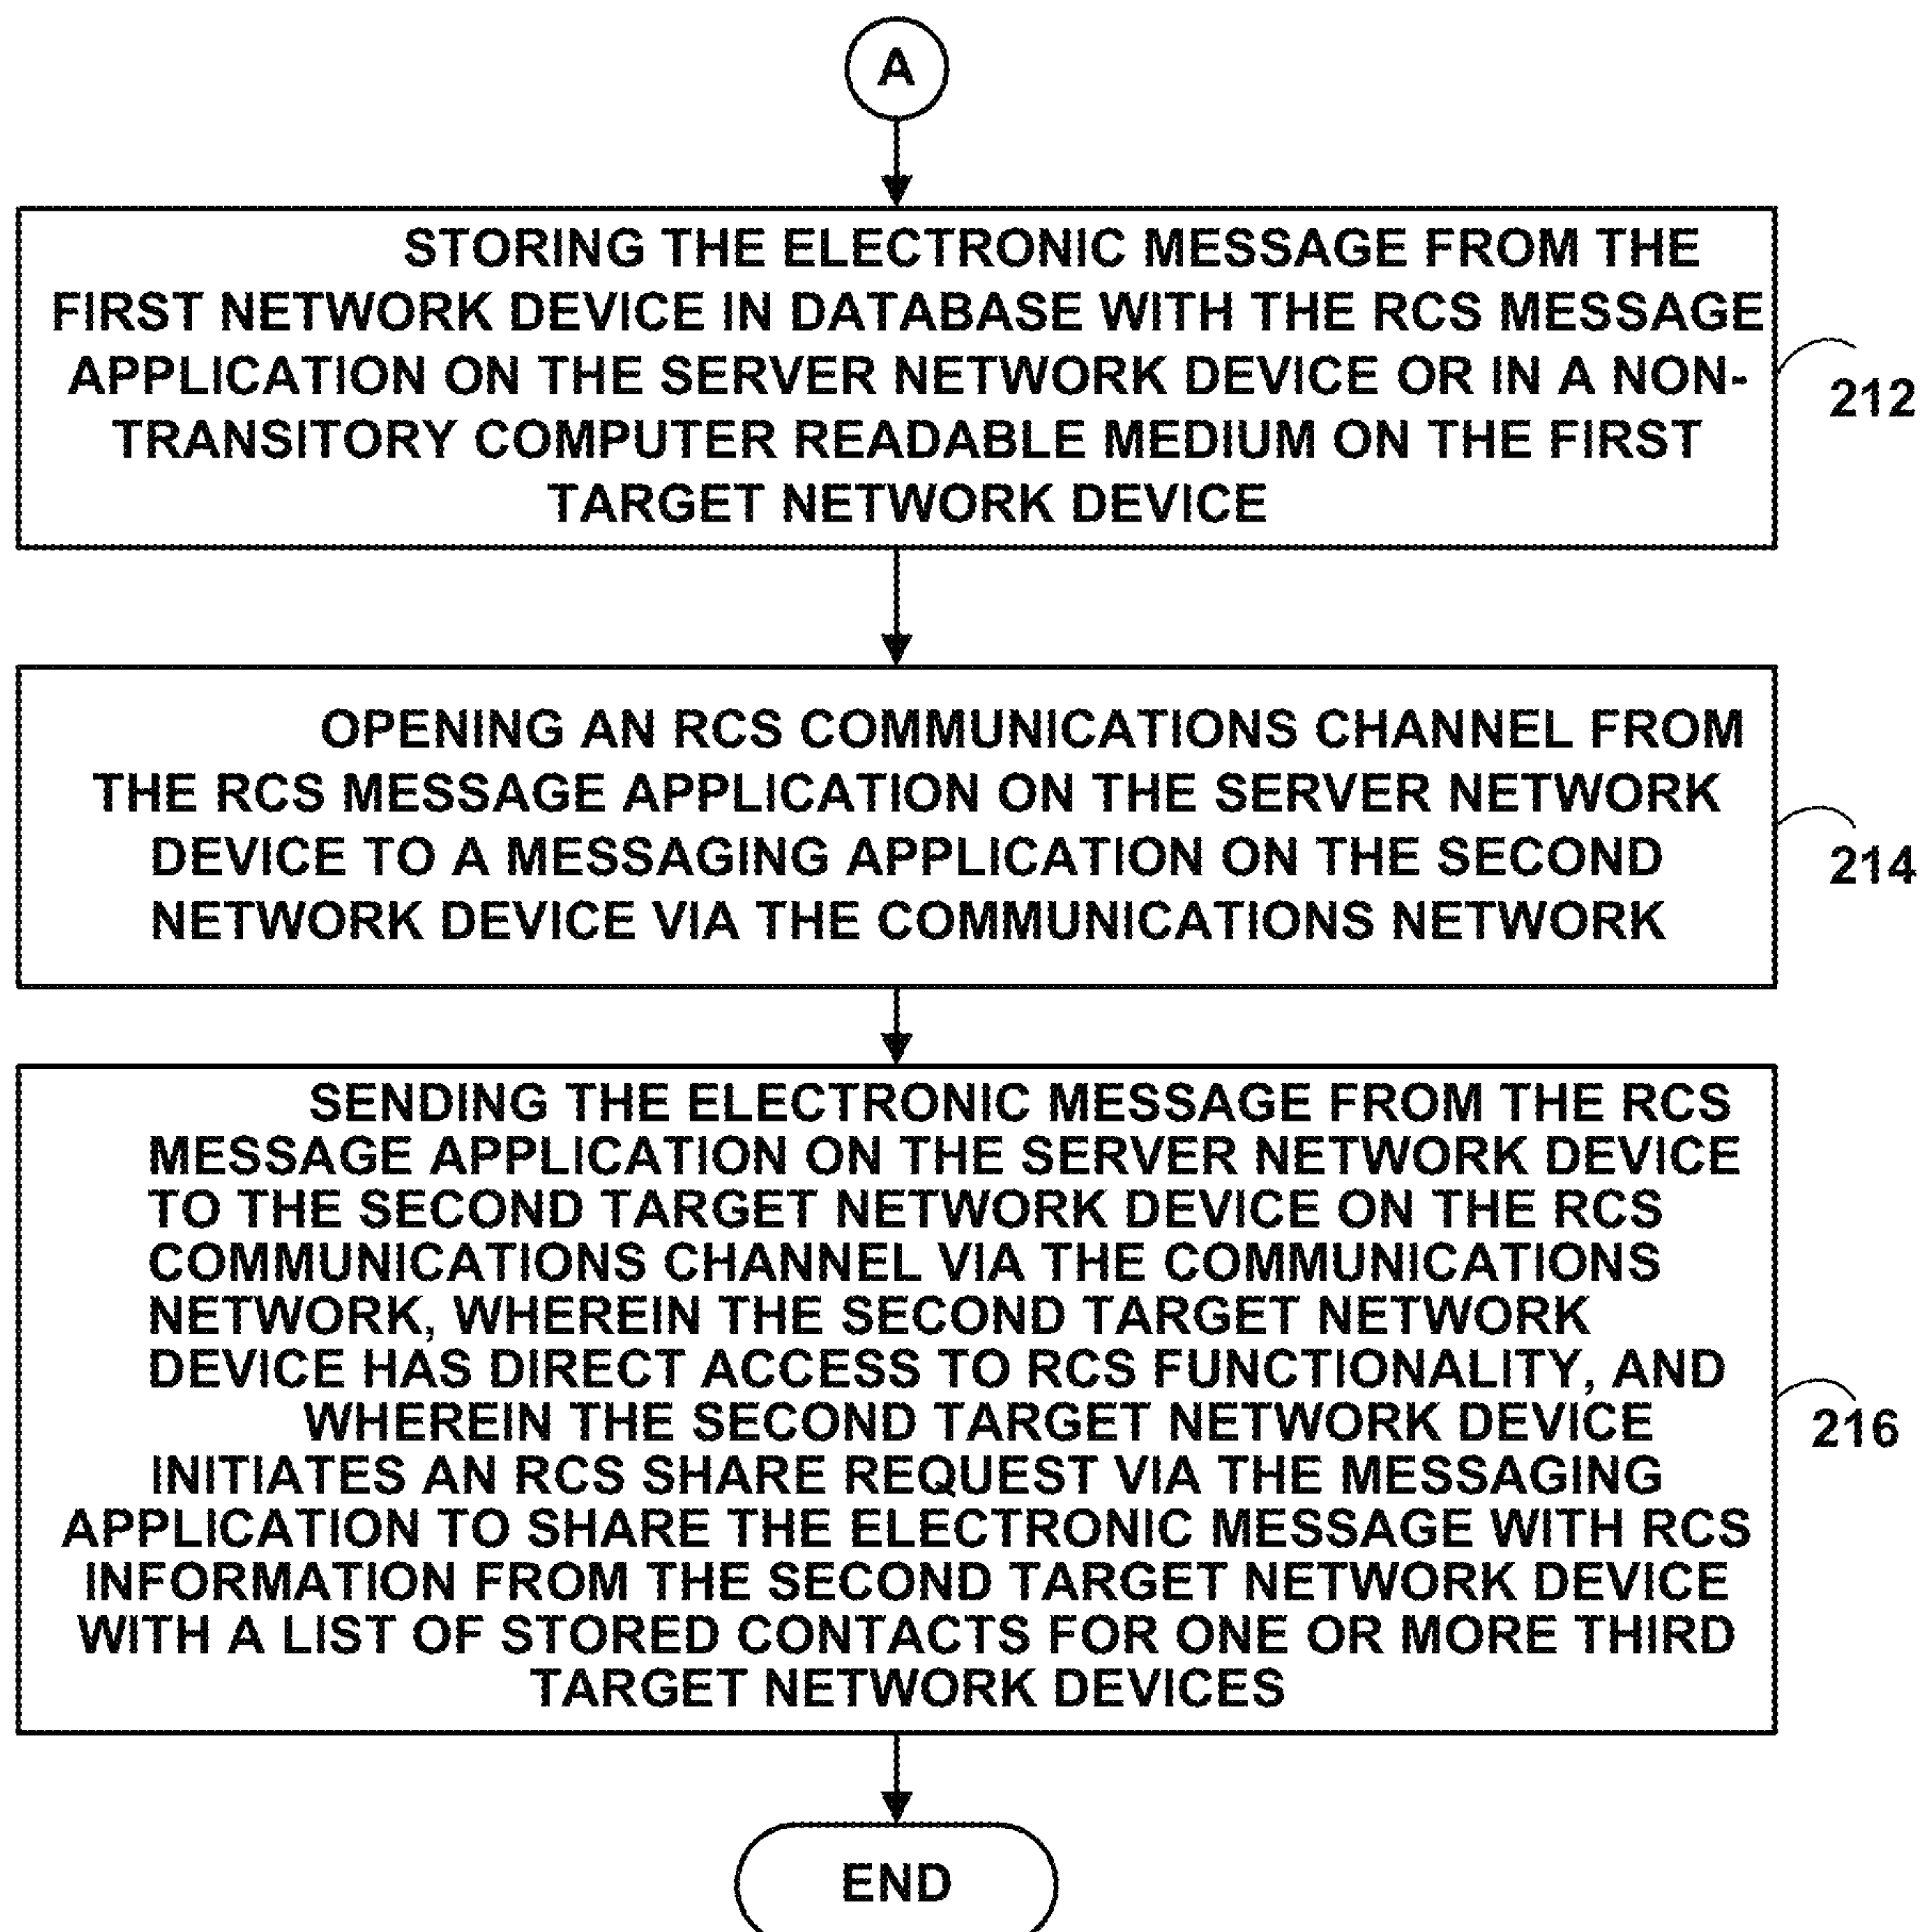 A
STORING THE ELECTRONIC MESSAGE FROM THE
FIRST NETWORK DEVICE IN DATABASE WITH THE RCS MESSAGE
APPLICATION ON THE SERVER NETWORK DEVICE OR IN A NON-
TRANSITORY COMPUTER READABLE MEDIUM ON THE FIRST
TARGET NETWORK DEVICE
212
OPENING AN RCS COMMUNICATIONS CHANNEL FROM
THE RCS MESSAGE APPLICATION ON THE SERVER NETWORK
DEVICE TO A MESSAGING APPLICATION ON THE SECOND
NETWORK DEVICE VIA THE COMMUNICATIONS NETWORK
214
SENDING THE ELECTRONIC MESSAGE FROM THE RCS
MESSAGE APPLICATION ON THE SERVER NETWORK DEVICE
TO THE SECOND TARGET NETWORK DEVICE ON THE RCS
COMMUNICATIONS CHANNEL VIA THE COMMUNICATIONS
NETWORK, WHEREIN THE SECOND TARGET NETWORK
DEVICE HAS DIRECT ACCESS TO RCS FUNCTIONALITY, AND
WHEREIN THE SECOND TARGET NETWORK DEVICE
INITIATES AN RCS SHARE REQUEST VIA THE MESSAGING
APPLICATION TO SHARE THE ELECTRONIC MESSAGE WITH RCS
INFORMATION FROM THE SECOND TARGET NETWORK DEVICE
WITH A LIST OF STORED CONTACTS FOR ONE OR MORE THIRD
TARGET NETWORK DEVICES
216
END